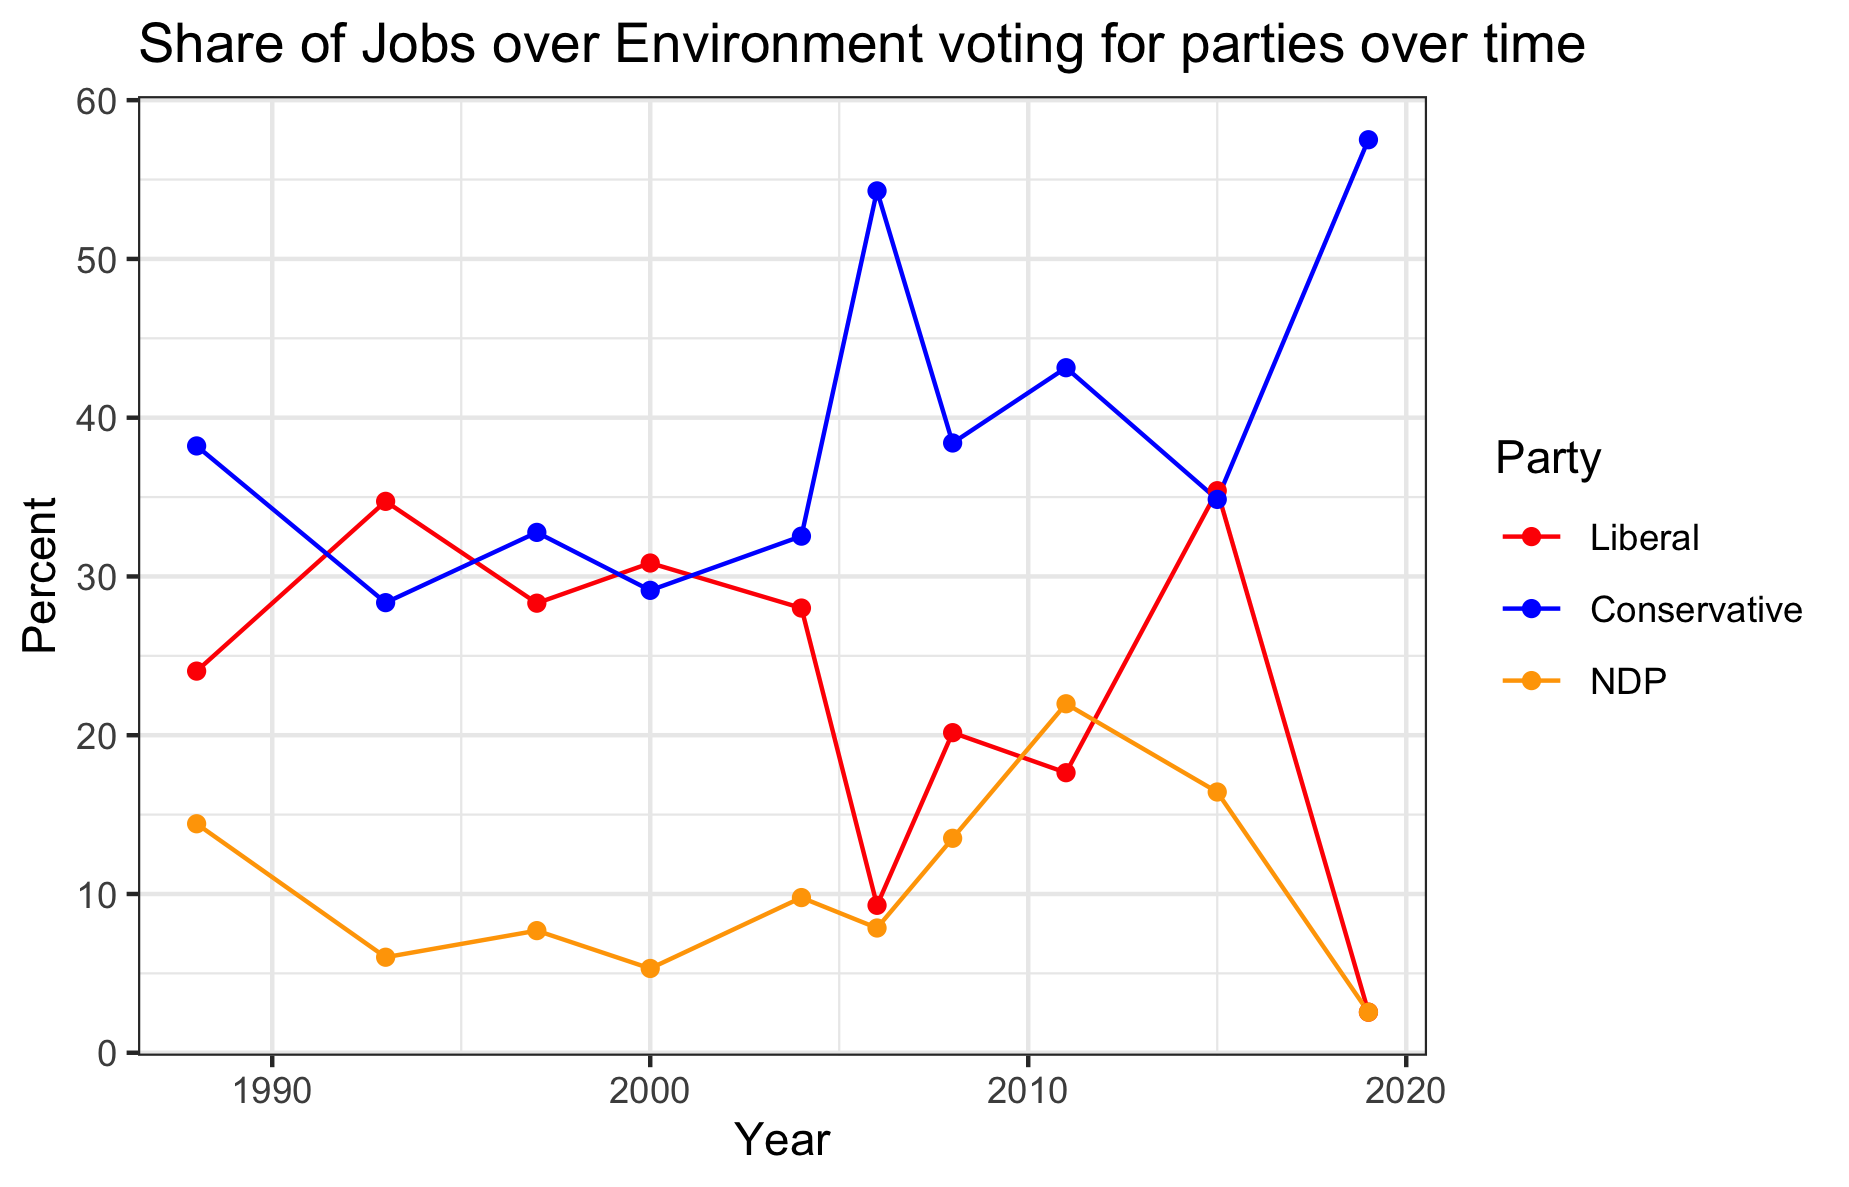 Share of Jobs over Environment voting for parties over time
60
50
40
30
20
10
0
Percent
1990 2000 2010 2020
Year
Party
Liberal
Conservative
NDP